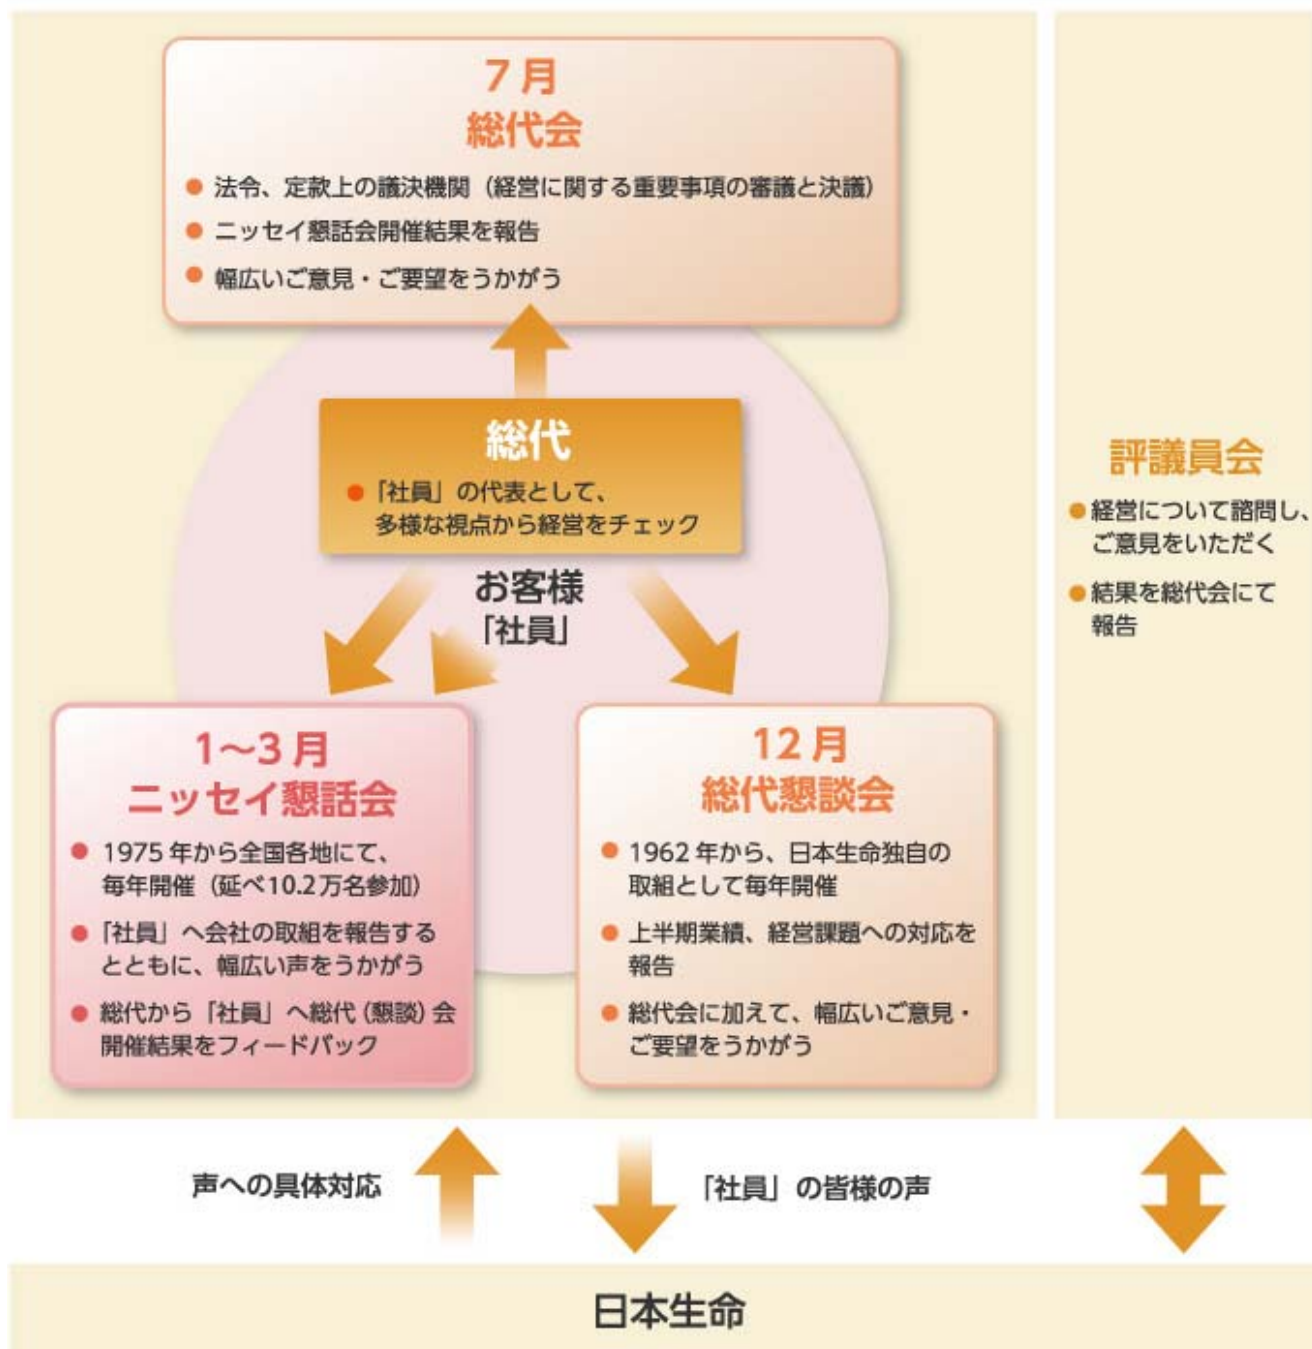 7月
総代会
● 法令、定款上の議決機関（経営に関する重要事項の審議と決議）
● ニッセイ懇話会開催結果を報告
● 幅広いご意見・ご要望をうかがう
総代
● 「社員」の代表として、
多様な視点から経営をチェック
お客様
「社員」
1～3月
ニッセイ懇話会
● 1975年から全国各地にて、
毎年開催（延べ10.2万名参加）
● 「社員」へ会社の取組を報告する
とともに、幅広い声をうかがう
● 総代から「社員」へ総代（懇談）会
開催結果をフィードバック
12月
総代懇談会
● 1962年から、日本生命独自の
取組として毎年開催
● 上半期業績、経営課題への対応を
報告
● 総代会に加えて、幅広いご意見・
ご要望をうかがう
評議員会
● 経営について諮問し、
ご意見をいただく
● 結果を総代会にて
報告
声への具体対応
「社員」の皆様の声
日本生命